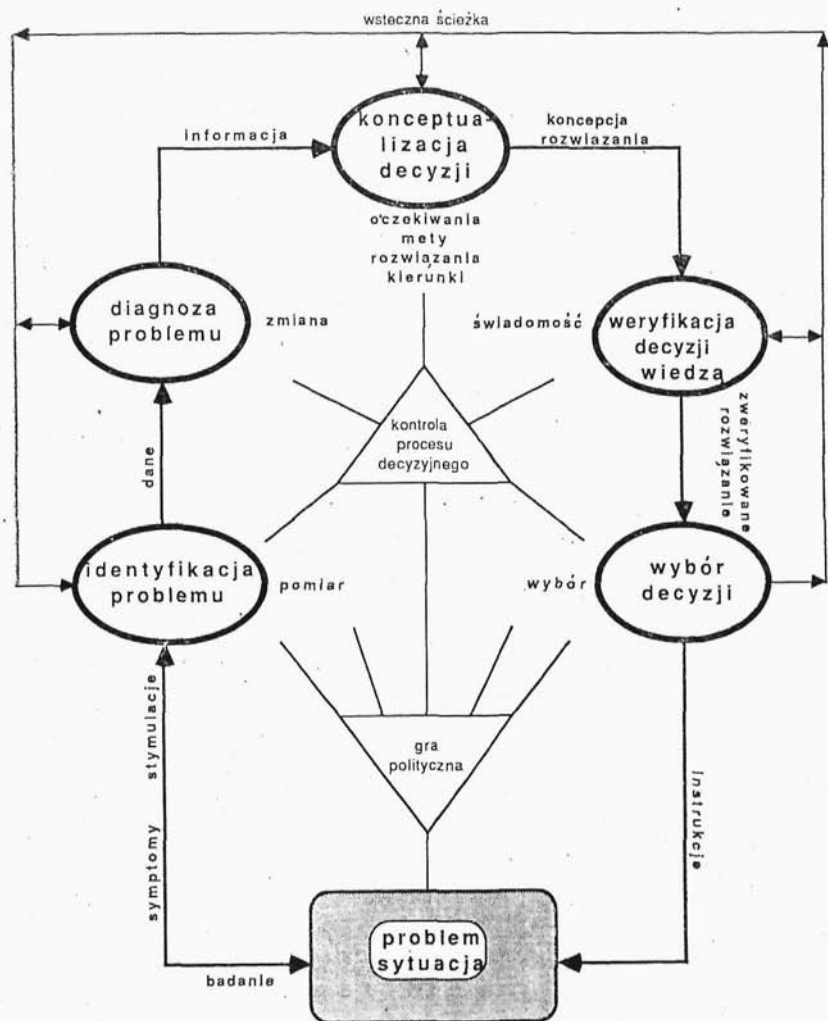 wsteczna ścieżka
informacja
konceptua-
lizacja
decyzji
koncepcja
rozwiązania
oczekiwania
mety
rozwiązania
kierunki
diagnoza
problemu
zmiana
świadomość
weryfikacja
decyzji
wiedzą
kontrola
procesu
decyzyjnego
dane
zweryfikowane
rozwiązanie
identyfikacja
problemu
pomiar
wybór
wybór
decyzji
gra
polityczna
symptomy stymulacje
instrukcje
problem
sytuacja
badanie